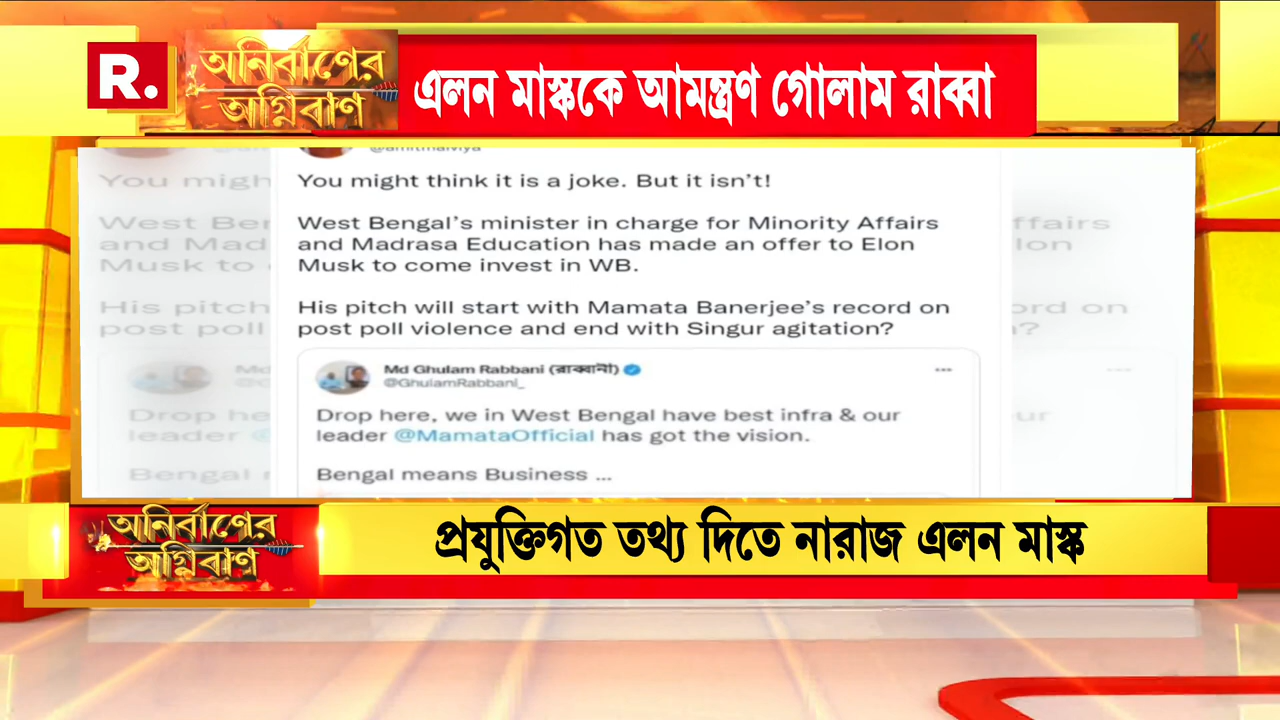 R.
অনির্বাণের
অগ্নিবাণ
এলন মাস্ককে আমন্ত্রণ গোলাম রাব্বা
@amitmalviya
You might think it is a joke. But it isn't!
West Bengal's minister in charge for Minority Affairs
and Madrasa Education has made an offer to Elon
Musk to come invest in WB.
His pitch will start with Mamata Banerjee's record on
post poll violence and end with Singur agitation?
Md Ghulam Rabbani (রাব্বানী)
@GhulamRabbani_
Drop here, we in West Bengal have best infra & our
leader @MamataOfficial has got the vision.
Bengal means Business ...
অনির্বাণের
অগ্নিবাণ
প্রযুক্তিগত তথ্য দিতে নারাজ এলন মাস্ক